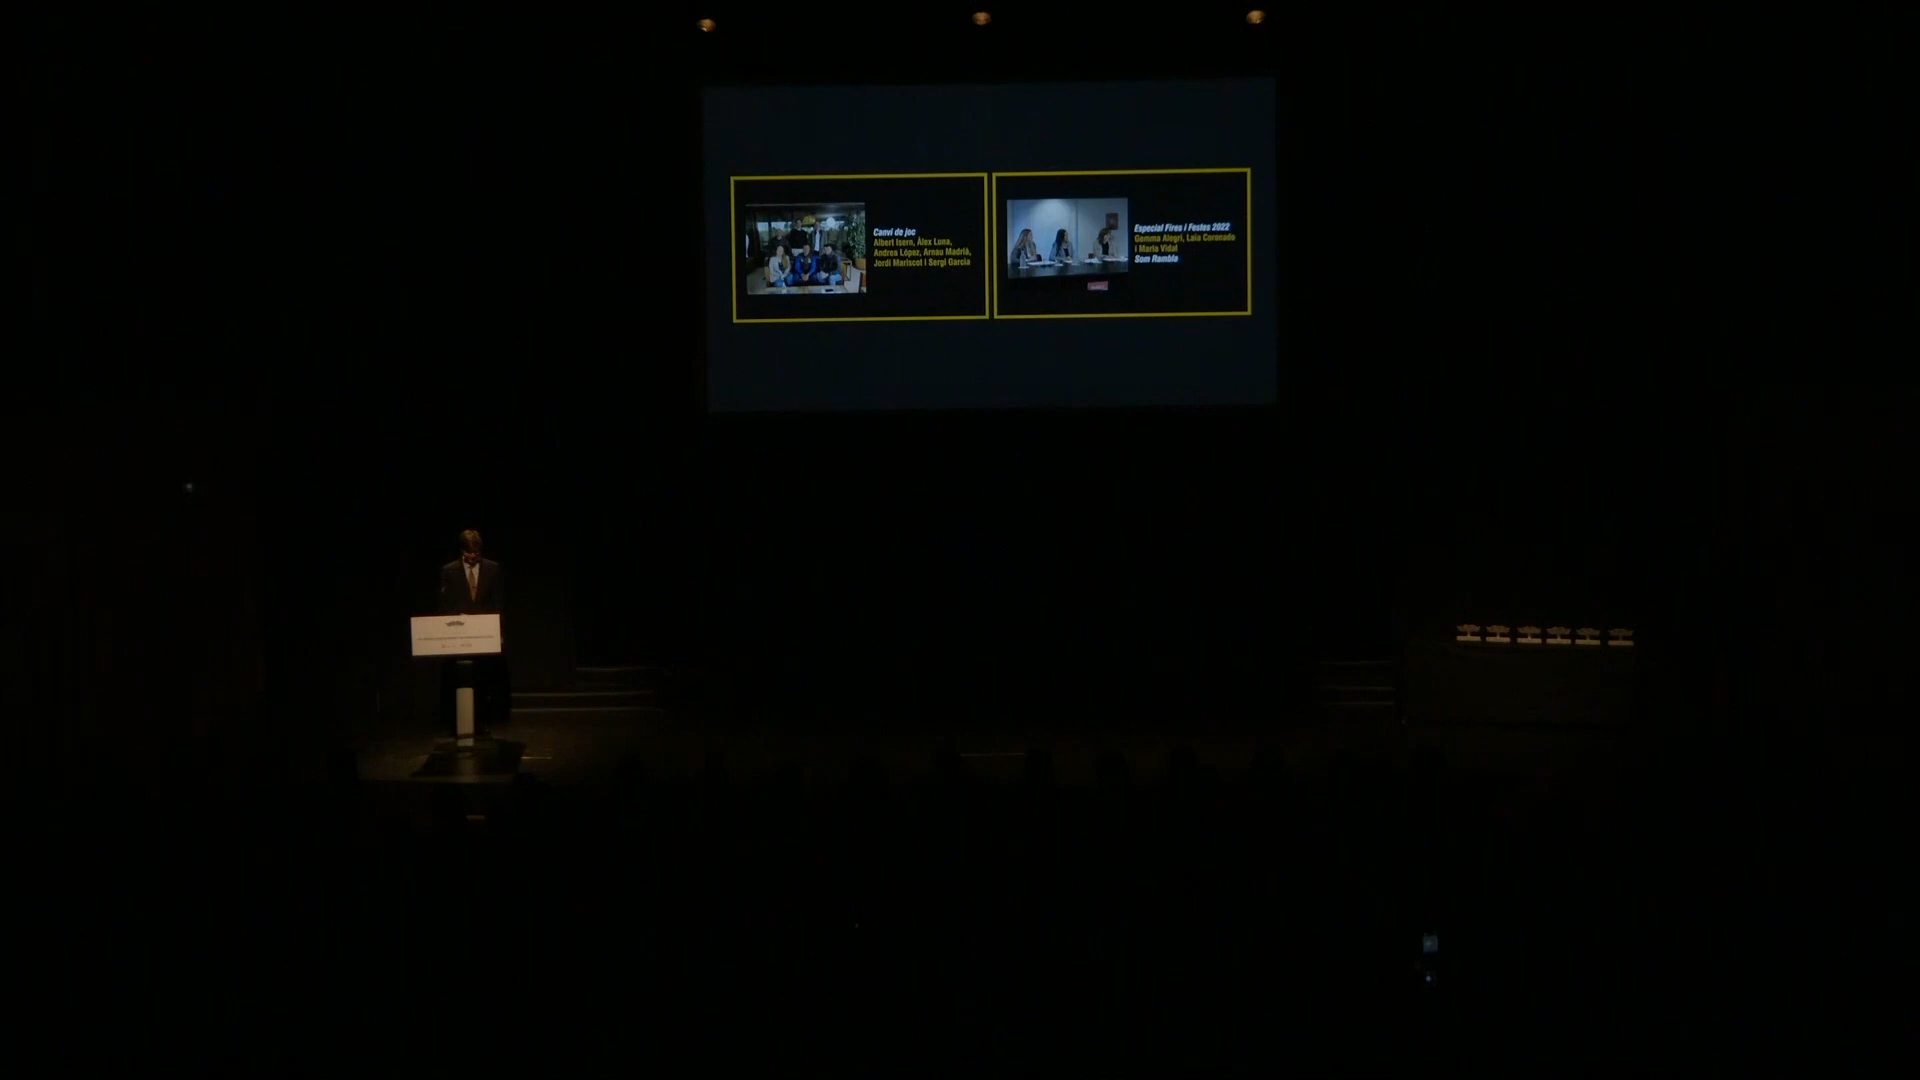 Canvi de joc
Albert Isern, Àlex Luna,
Andrea López, Arnau Madrià,
Jordi Mariscot i Sergi Garcia
Especial Fires i Festes 2022
Gemma Alegrí, Laia Coronado
i Maria Vidal
Som Rambla